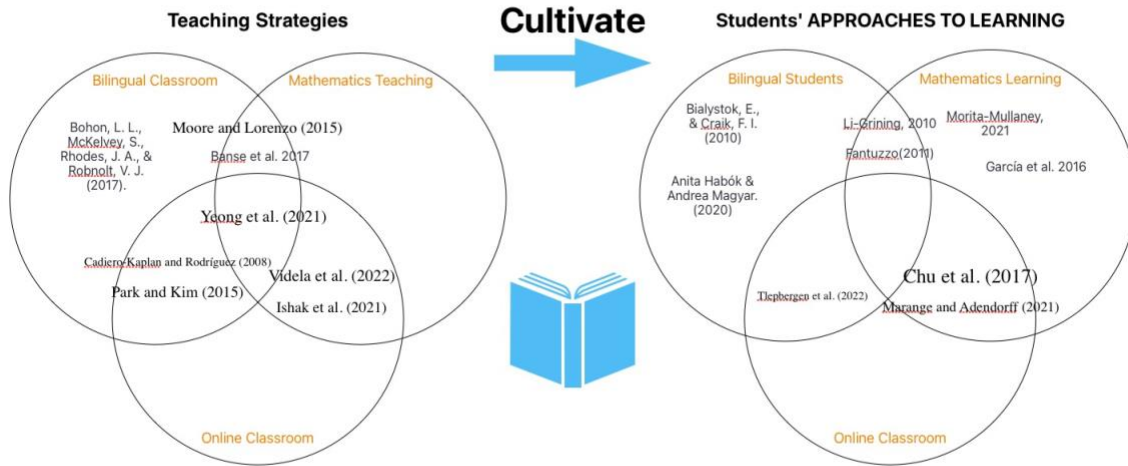 Teaching Strategies
Cultivate
Students' APPROACHES TO LEARNING
Bilingual Classroom
Mathematics Teaching
Bohon, L. L.,
McKelvey, S.,
Rhodes, J. A., &
Robnolt, V. J.
(2017).
Moore and Lorenzo (2015)
Banse et al. 2017
Yeong et al. (2021)
Cadiero-Kaplan and Rodríguez (2008)
Park and Kim (2015)
Videla et al. (2022)
Ishak et al. (2021)
Online Classroom
Bilingual Students
Mathematics Learning
Bialystok, E.,
& Craik, F. I.
(2010)
Anita Habók &
Andrea Magyar.
(2020)
Li-Grining, 2010
Fantuzzo(2011)
Morita-Mullaney,
2021
García et al. 2016
Chu et al. (2017)
Tlepbergen et al. (2022)
Marange and Adendorff (2021)
Online Classroom